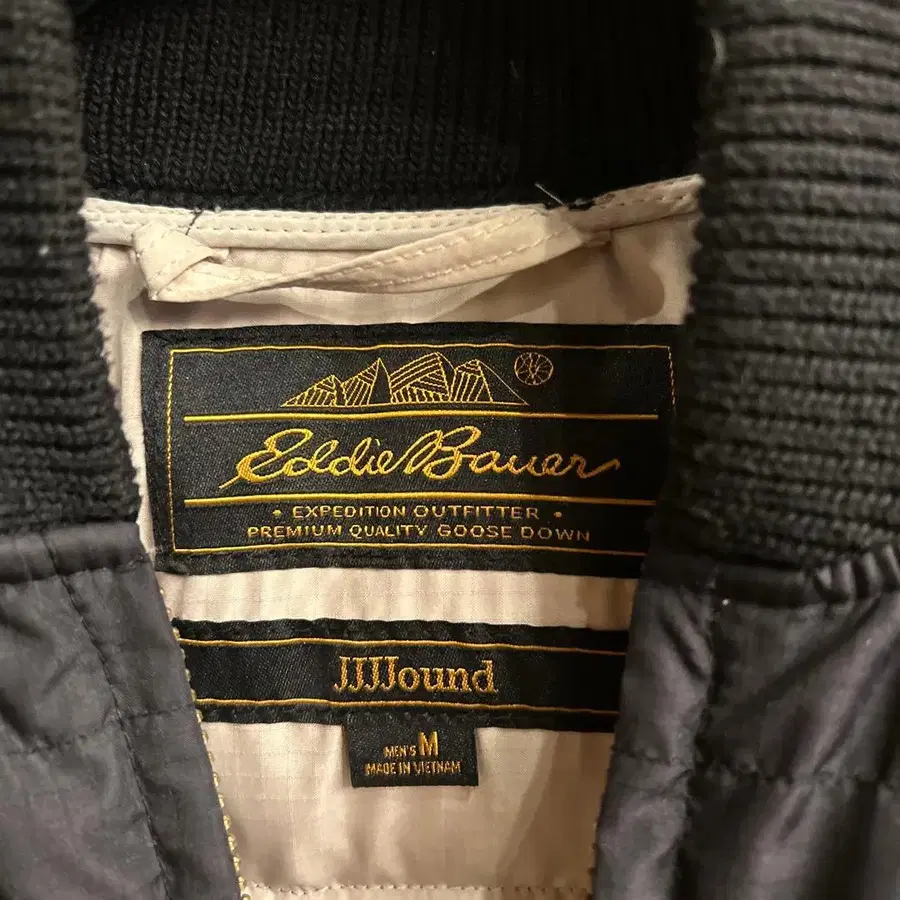 Eddie Bauer
• EXPEDITION OUTFITTER •
PREMIUM QUALITY GOOSE DOWN
JJJJound
MEN'S M
MADE IN VIETNAM